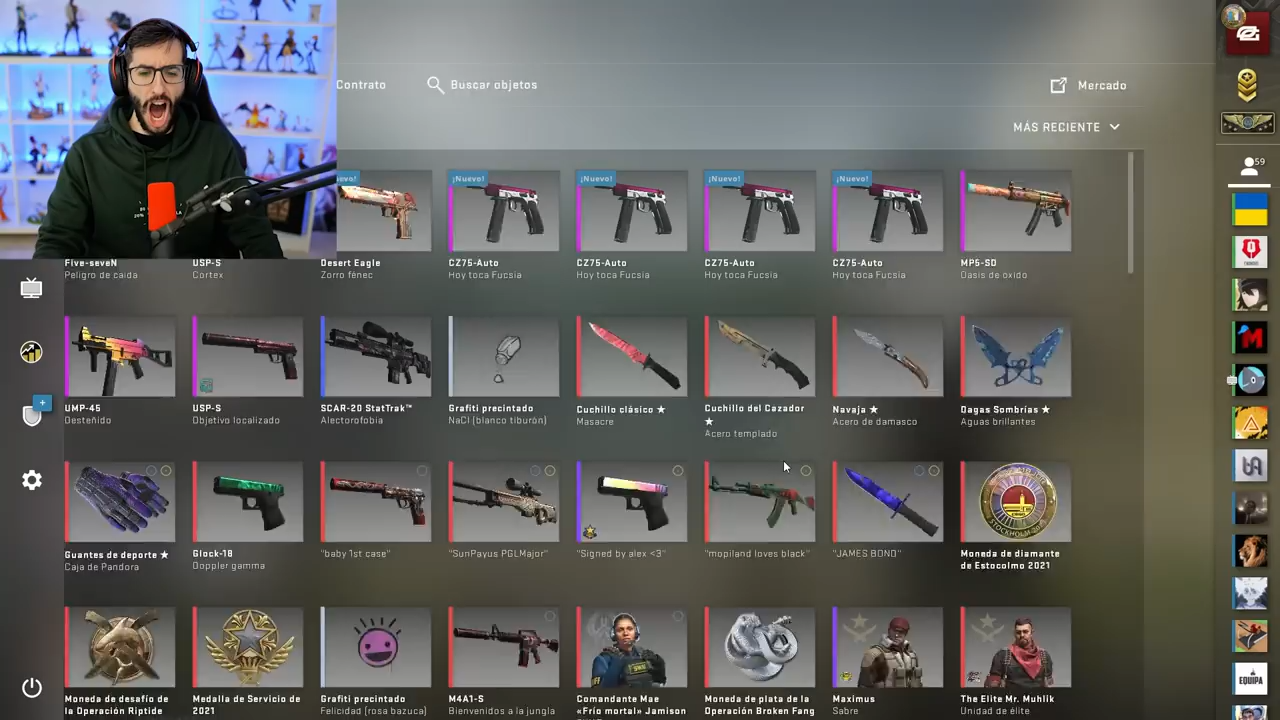 Contrato
Buscar objetos
Mercado
MÁS RECIENTE
59
¡Nuevo!
¡Nuevo!
¡Nuevo!
¡Nuevo!
Five-seveN
Peligro de caída
USP-S
Cortex
Desert Eagle
Zorro fénec
CZ75-Auto
Hoy toca Fucsia
CZ75-Auto
Hoy toca Fucsia
CZ75-Auto
Hoy toca Fucsia
CZ75-Auto
Hoy toca Fucsia
MP5-SD
Oasis de óxido
UMP-45
Desteñido
USP-S
Objetivo localizado
SCAR-20 StatTrak™
Alectorofobia
Grafiti precintado
NaCl (blanco tiburón)
Cuchillo clásico ★
Masacre
Cuchillo del Cazador
★
Acero templado
Navaja ★
Acero de damasco
Dagas Sombrías ★
Aguas brillantes
Guantes de deporte ★
Caja de Pandora
Glock-18
Doppler gamma
"baby 1st case"
"SunPayus PGLMajor"
"Signed by alex <3"
"mopiland loves black"
"JAMES BOND"
Moneda de diamante
de Estocolmo 2021
Moneda de desafío de
la Operación Riptide
Medalla de Servicio de
2021
Grafiti precintado
Felicidad (rosa bazuca)
M4A1-S
Bienvenidos a la jungla
Comandante Mae
«Frío mortal» Jamison
Moneda de plata de la
Operación Broken Fang
Maximus
Sabre
The Elite Mr. Muhlik
Unidad de élite
EQUIPA